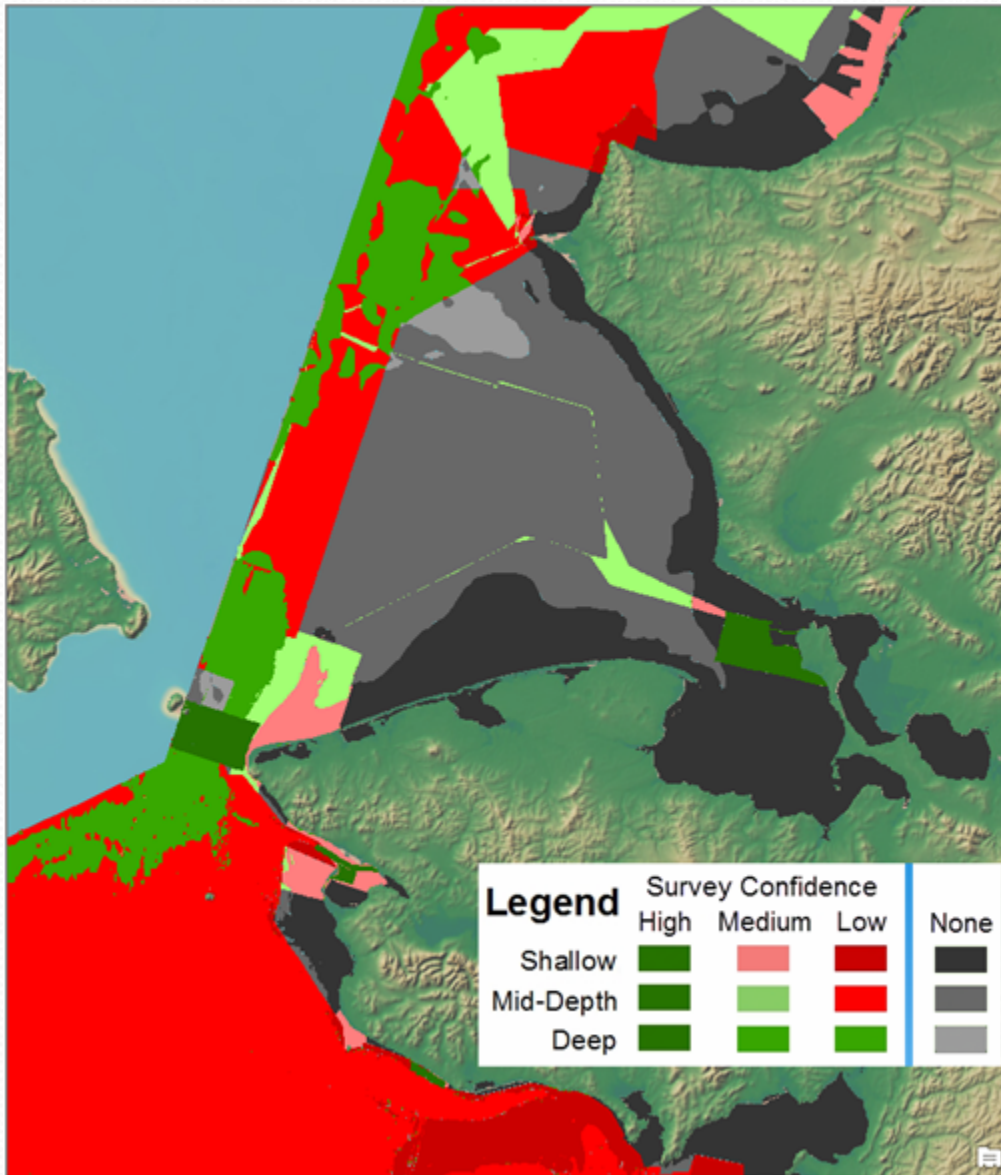 Legend
Survey Confidence
High Medium Low None
Shallow
Mid-Depth
Deep